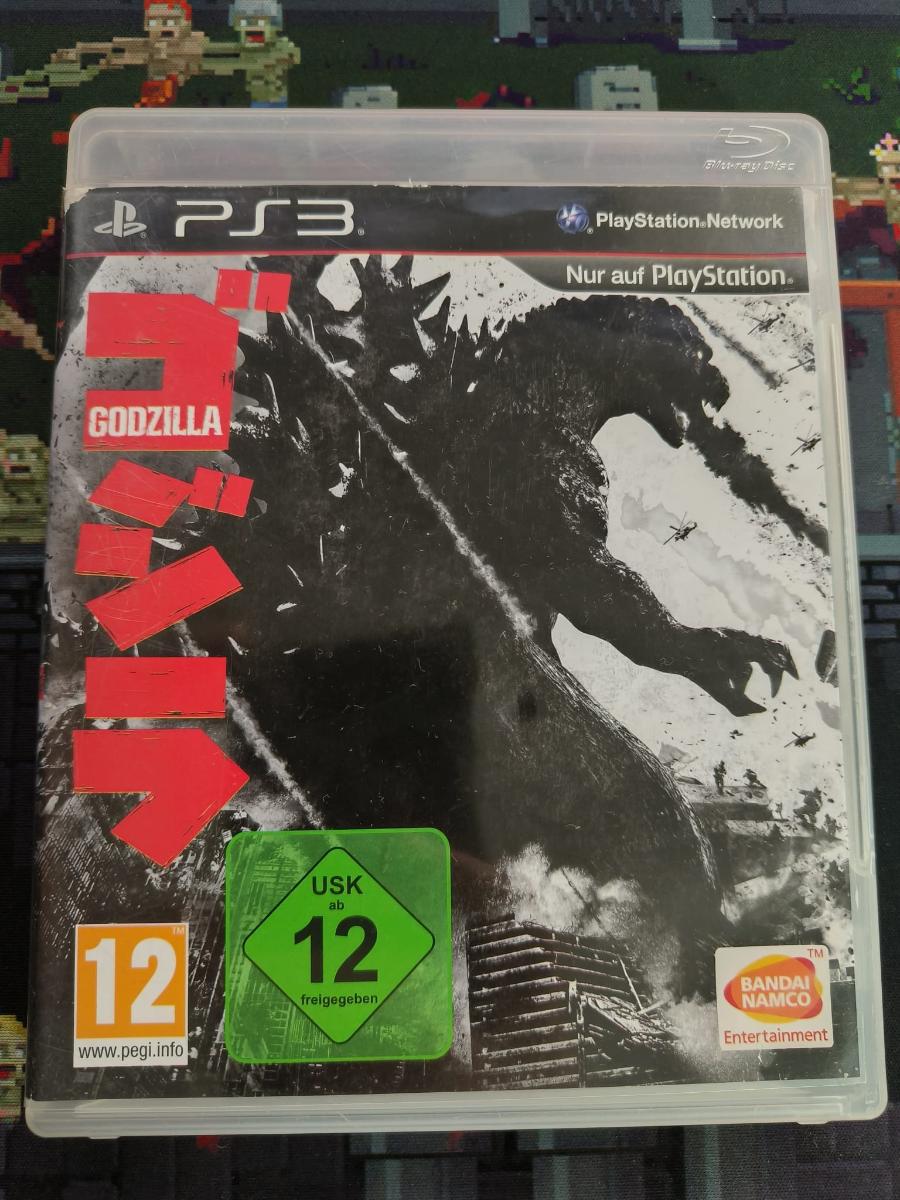 Blu-ray Disc
PS3
PlayStation Network
Nur auf PlayStation
ゴジラ
GODZILLA
USK
ab
12
freigegeben
12
www.pegi.info
BANDAI
NAMCO
Entertainment